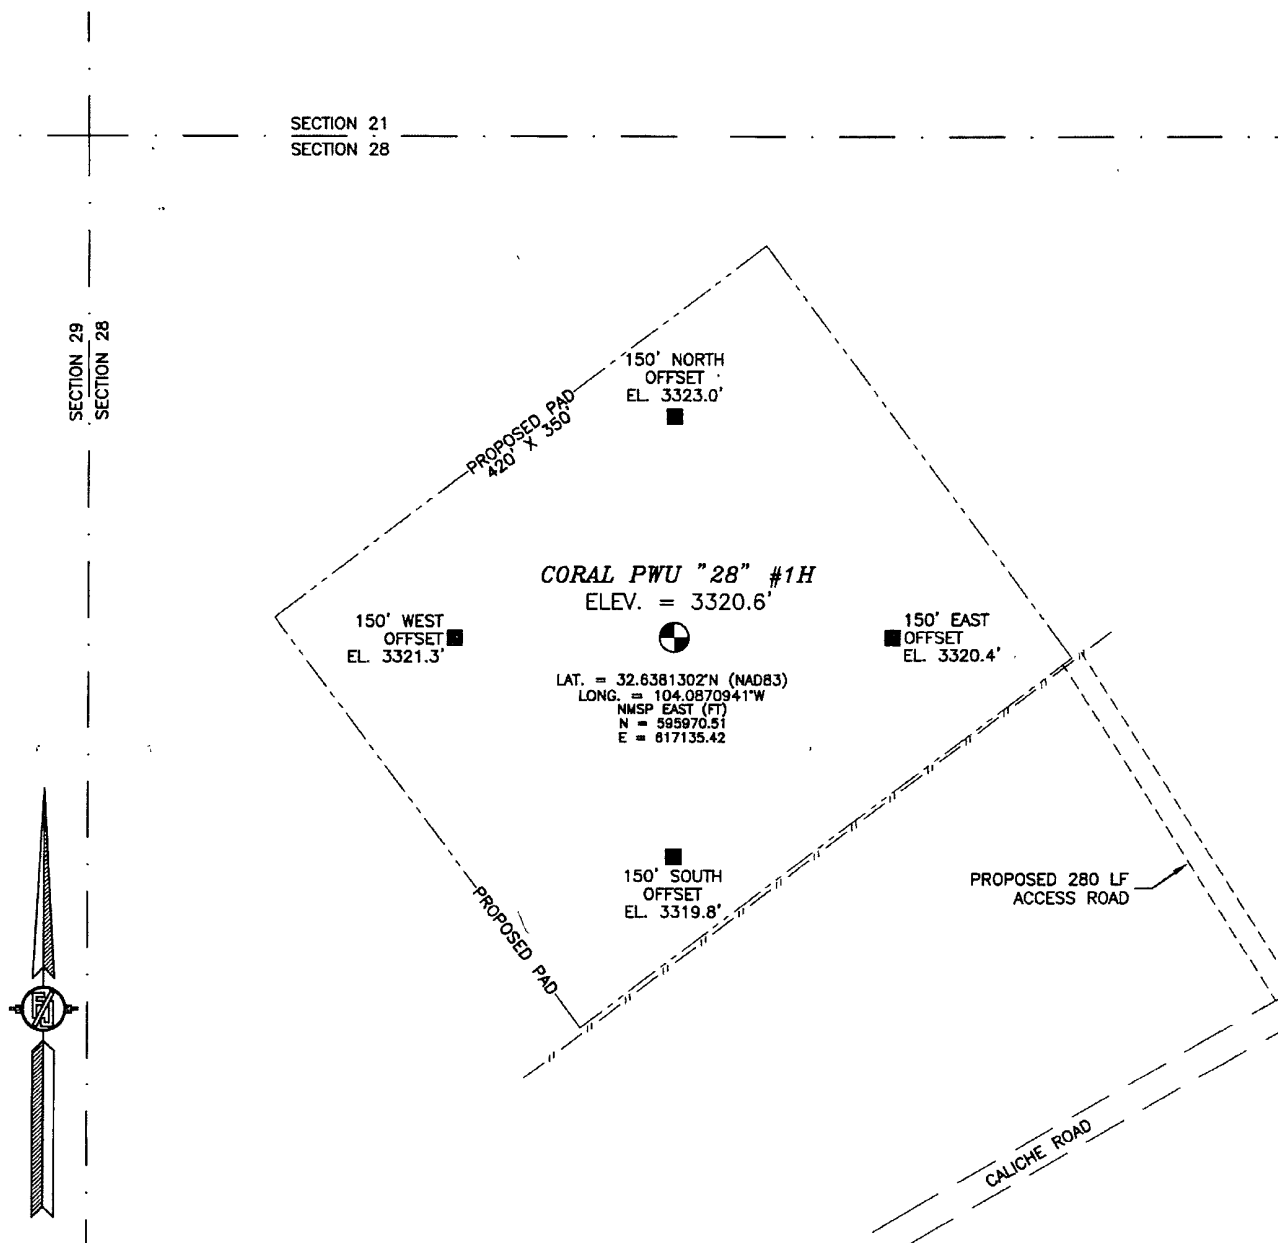 SECTION 21
SECTION 28
SECTION 29
SECTION 28
150' NORTH
OFFSET
EL. 3323.0'
PROPOSED PAD
420' X 350'
CORAL PWU "28" #1H
ELEV. = 3320.6'
150' WEST
OFFSET
EL. 3321.3'
150' EAST
OFFSET
EL. 3320.4'
LAT. = 32.6381302°N (NAD83)
LONG. = 104.0870941°W
NMSP EAST (FT)
N = 595970.51
E = 617135.42
150' SOUTH
OFFSET
EL. 3319.8'
PROPOSED PAD
PROPOSED 280 LF
ACCESS ROAD
CALICHE ROAD